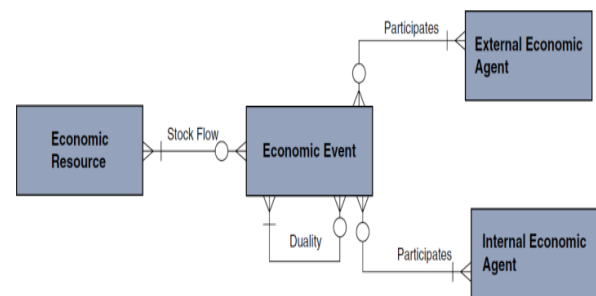 Participates
External Economic
Agent
Economic
Resource
Stock Flow
Economic Event
Duality
Participates
Internal Economic
Agent